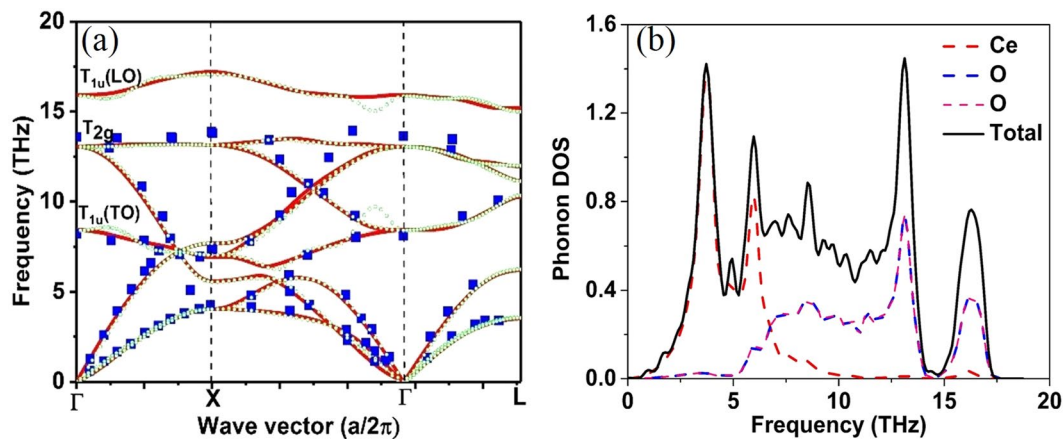 (a)
20
15
10
5
0
Frequency (THz)
T1u(LO)
T2g
T1u(TO)
Γ X Γ L
Wave vector (a/2π)
(b)
1.6
1.2
0.8
0.4
0.0
Phonon DOS
Ce
O
O
Total
0 5 10 15 20
Frequency (THz)